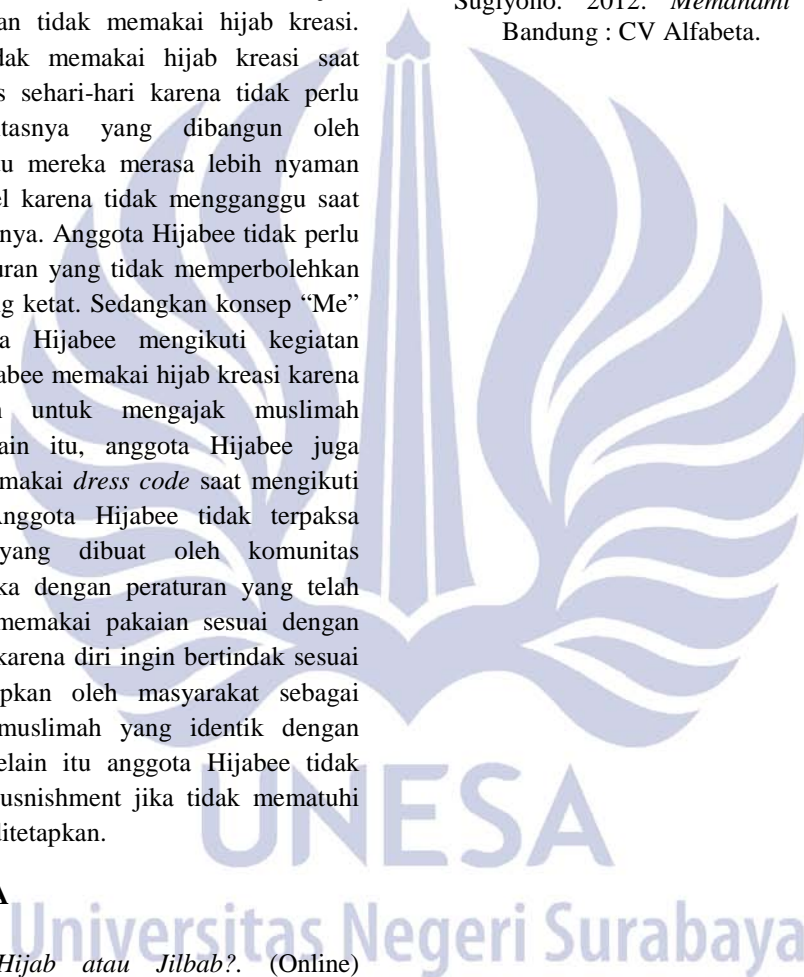 an tidak memakai hijab kreasi.
dak memakai hijab kreasi saat
s sehari-hari karena tidak perlu
tasnya yang dibangun oleh
u mereka merasa lebih nyaman
el karena tidak mengganggu saat
nya. Anggota Hijabee tidak perlu
uran yang tidak memperbolehkan
g ketat. Sedangkan konsep “Me”
a Hijabee mengikuti kegiatan
abee memakai hijab kreasi karena
untuk mengajak muslimah
ain itu, anggota Hijabee juga
makai dress code saat mengikuti
nggota Hijabee tidak terpaksa
yang dibuat oleh komunitas
ka dengan peraturan yang telah
memakai pakaian sesuai dengan
karena diri ingin bertindak sesuai
pkan oleh masyarakat sebagai
muslimah yang identik dengan
elain itu anggota Hijabee tidak
usnishment jika tidak mematuhi
ditetapkan.
A
Hijab atau Jilbab?. (Online)
Sugiyono. 2012. Memahami
Bandung : CV Alfabeta.
UNESA
Universitas Negeri Surabaya